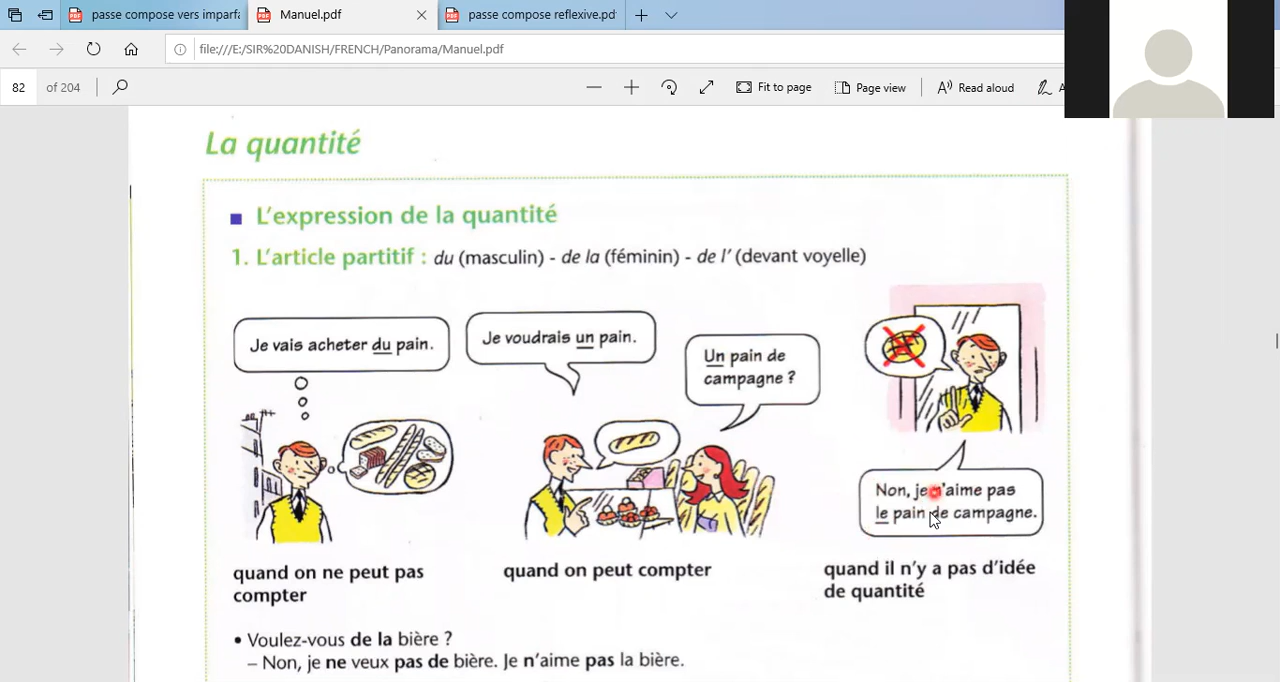 passe compose vers imparfa
Manuel.pdf
passe compose reflexive.pd
file:///E:/SIR%20DANISH/FRENCH/Panorama/Manuel.pdf
82 of 204
Fit to page
Page view
Read aloud
La quantité
L'expression de la quantité
1. L'article partitif : du (masculin) - de la (féminin) - de l' (devant voyelle)
Je vais acheter du pain.
Je voudrais un pain.
Un pain de
campagne ?
Non, je n'aime pas
le pain de campagne.
quand on ne peut pas
compter
quand on peut compter
quand il n'y a pas d'idée
de quantité
• Voulez-vous de la bière ?
– Non, je ne veux pas de bière. Je n'aime pas la bière.